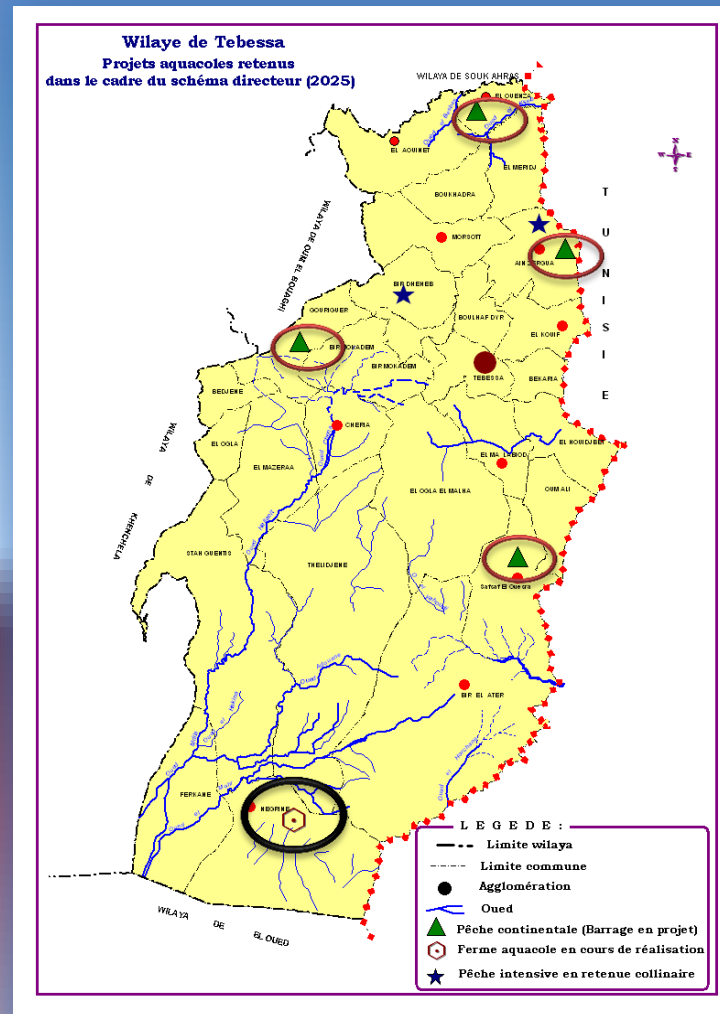 Wilaye de Tebessa
Projets aquacoles retenus
dans le cadre du schéma directeur (2025)
WILAYA DE SOUK AHRAS
EL OUENZA
EL AOUINET
EL MERIDJ
BOUKHADRA
MORSOTT
TUNISIE
WILAYA DE OUM EL BOUAGHI
BIR DHEHEB
GOURIGUER
BOULHAF DYR
EL KOUIF
BIR MOKADEM
BIR MOKADEM
TEBESSA
BEKARIA
BEDJENE
CHERIA
EL OGLA
EL MAZERAA
EL MA LABIOD
EL HOUIDJBET
EL OGLA EL MALHA
OUM ALI
WILAYA DE KHENCHELA
STAH GUENTIS
THELIDJENE
Safsaf El Ouesra
BIR EL ATER
FERKANE
NEGRINE
WILAYA DE EL OUED
LEGEDE :
Limite wilaya
Limite commune
Agglomération
Oued
Pêche continentale (Barrage en projet)
Ferme aquacole en cours de réalisation
Pêche intensive en retenue collinaire